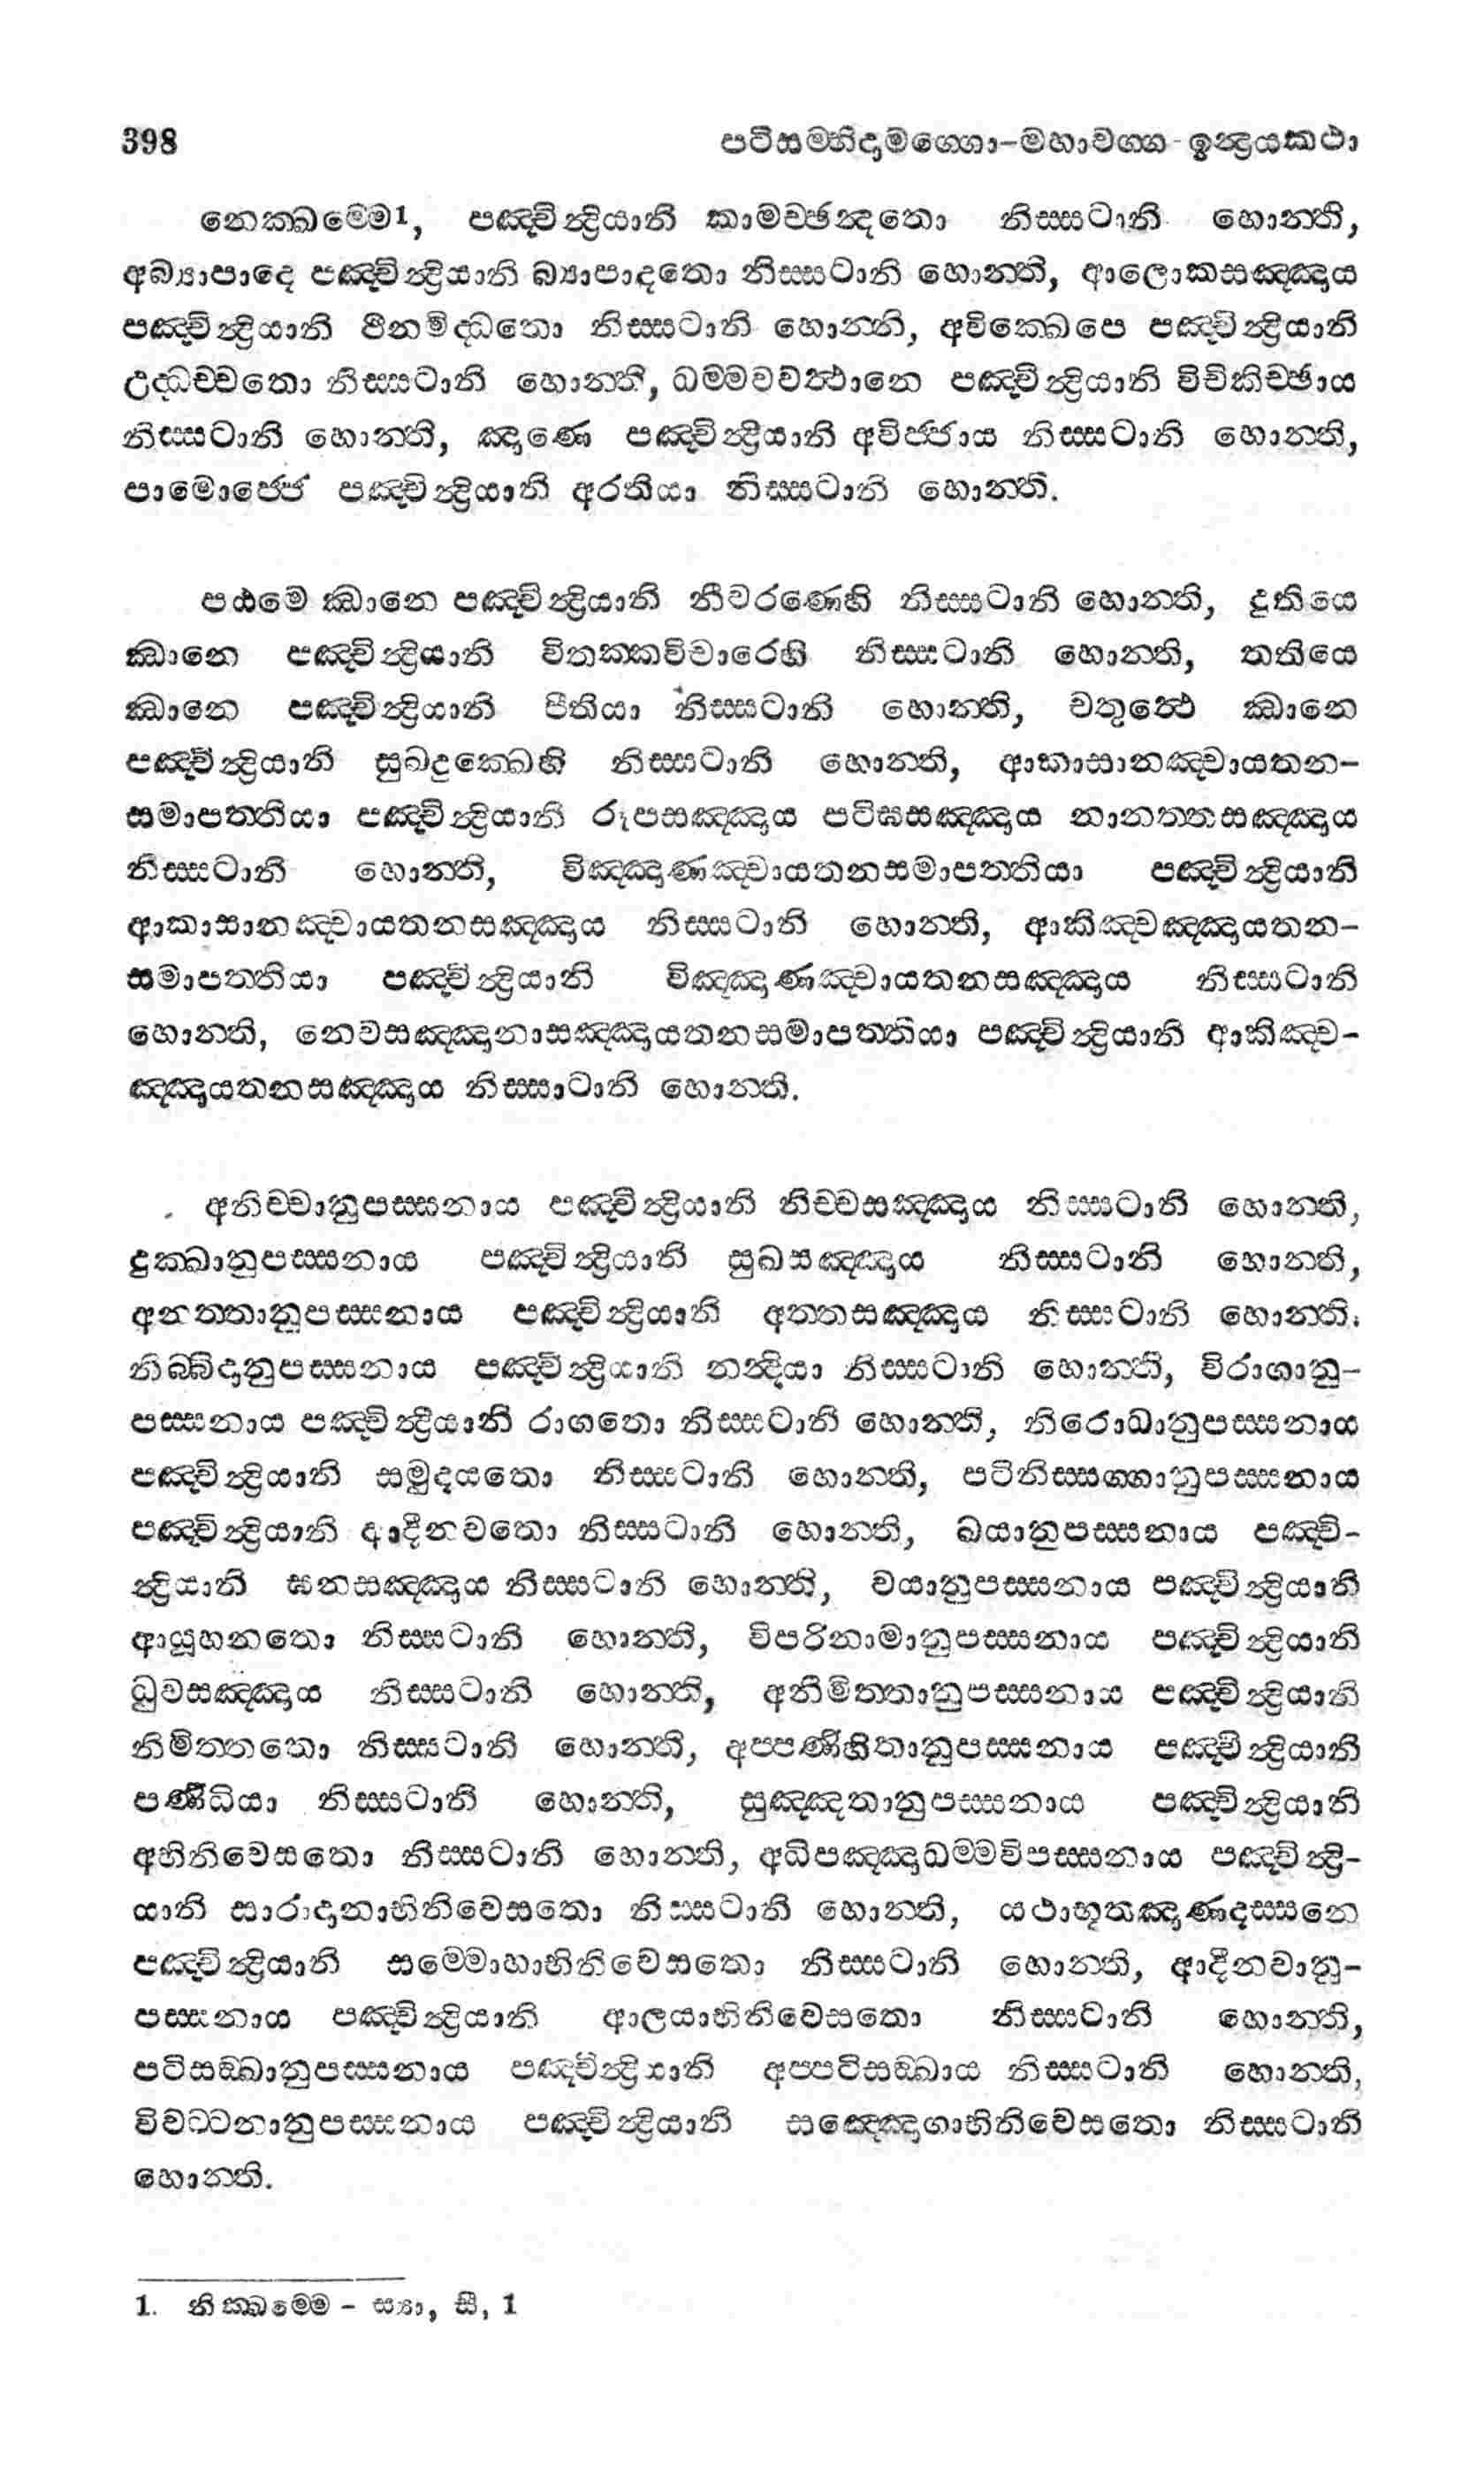 398 පටිසම්භිදාමග්ගො-මහාවග්ග - ඉන්ද්‍රයකථා
නෙක්ඛම්මෙ1, පඤ්චින්ද්‍රියානි කාමච්ඡන්දතො නිස්සටානි හොන්ති,
අබ්‍යාපාදෙ පඤ්චින්ද්‍රියානි බ්‍යාපාදතො නිස්සටානි හොන්ති, ආලොකසඤ්ඤාය
පඤ්චින්ද්‍රියානි ථීනමිද්ධතො නිස්සටානි හොන්ති, අවික්ඛෙපෙ පඤ්චින්ද්‍රියානි
උද්ධච්චතො නිස්සටානි හොන්ති, ධම්මවවත්ථානෙ පඤ්චින්ද්‍රියානි විචිකිච්ඡාය
නිස්සටානි හොන්ති, ඤාණෙ පඤ්චින්ද්‍රියානි අවිජ්ජාය නිස්සටානි හොන්ති,
පාමොජ්ජෙ පඤ්චින්ද්‍රියානි අරතියා නිස්සටානි හොන්ති.
පඨමෙ ඣානෙ පඤ්චින්ද්‍රියානි නීවරණෙහි නිස්සටානි හොන්ති, දුතියෙ
ඣානෙ පඤ්චින්ද්‍රියානි විතක්කවිචාරෙහි නිස්සටානි හොන්ති, තතියෙ
ඣානෙ පඤ්චින්ද්‍රියානි පීතියා නිස්සටානි හොන්ති, චතුත්ථෙ ඣානෙ
පඤ්චින්ද්‍රියානි සුඛදුක්ඛෙහි නිස්සටානි හොන්ති, ආකාසානඤ්චායතන-
සමාපත්තියා පඤ්චින්ද්‍රියානි රූපසඤ්ඤාය පටිඝසඤ්ඤාය නානත්තසඤ්ඤාය
නිස්සටානි හොන්ති, විඤ්ඤාණඤ්චායතනසමාපත්තියා පඤ්චින්ද්‍රියානි
ආකාසානඤ්චායතනසඤ්ඤාය නිස්සටානි හොන්ති, ආකිඤ්චඤ්ඤායතන-
සමාපත්තියා පඤ්චින්ද්‍රියානි විඤ්ඤාණඤ්චායතනසඤ්ඤාය නිස්සටානි
හොන්ති, නෙවසඤ්ඤානාසඤ්ඤායතනසමාපත්තියා පඤ්චින්ද්‍රියානි ආකිඤ්ච-
ඤ්ඤායතනසඤ්ඤාය නිස්සාටානි හොන්ති.
අනිච්චානුපස්සනාය පඤ්චින්ද්‍රියානි නිච්චසඤ්ඤාය නිස්සටානි හොන්ති,
දුක්ඛානුපස්සනාය පඤ්චින්ද්‍රියානි සුඛසඤ්ඤාය නිස්සටානි හොන්ති,
අනත්තානුපස්සනාය පඤ්චින්ද්‍රියානි අත්තසඤ්ඤාය නිස්සටානි හොන්ති.
නිබ්බිදානුපස්සනාය පඤ්චින්ද්‍රියානි නන්දියා නිස්සටානි හොන්ති, විරාගානු-
පස්සනාය පඤ්චින්ද්‍රියානි රාගතො නිස්සටානි හොන්ති, නිරොධානුපස්සනාය
පඤ්චින්ද්‍රියානි සමුදයතො නිස්සටානි හොන්ති, පටිනිස්සග්ගානුපස්සනාය
පඤ්චින්ද්‍රියානි ආදීනවතො නිස්සටානි හොන්ති, ඛයානුපස්සනාය පඤ්චි-
න්ද්‍රියානි ඝනසඤ්ඤාය නිස්සටානි හොන්ති, වයානුපස්සනාය පඤ්චින්ද්‍රියානි
ආයූහනතො නිස්සටානි හොන්ති, විපරිනාමානුපස්සනාය පඤ්චින්ද්‍රියානි
ධුවසඤ්ඤාය නිස්සටානි හොන්ති, අනිමිත්තානුපස්සනාය පඤ්චින්ද්‍රියානි
නිමිත්තතො නිස්සටානි හොන්ති, අප්පණිහිතානුපස්සනාය පඤ්චින්ද්‍රියානි
පණිධියා නිස්සටානි හොන්ති, සුඤ්ඤතානුපස්සනාය පඤ්චින්ද්‍රියානි
අභිනිවෙසතො නිස්සටානි හොන්ති, අධිපඤ්ඤාධම්මවිපස්සනාය පඤ්චින්ද්‍රි-
යානි සාරාදානාභිනිවෙසතො නිස්සටානි හොන්ති, යථාභූතඤාණදස්සනෙ
පඤ්චින්ද්‍රියානි සම්මොහාභිනිවෙසතො නිස්සටානි හොන්ති, ආදීනවානු-
පස්සනාය පඤ්චින්ද්‍රියානි ආලයාභිනිවෙසතො නිස්සටානි හොන්ති,
පටිසඞ්ඛානුපස්සනාය පඤ්චින්ද්‍රියානි අප්පටිසඞ්ඛාය නිස්සටානි හොන්ති,
විවට්ටනානුපස්සනාය පඤ්චින්ද්‍රියානි සඤ්ඤොගාභිනිවෙසතො නිස්සටානි
හොන්ති.
1. නික්ඛම්මෙ - ස්‍යා, සී, 1